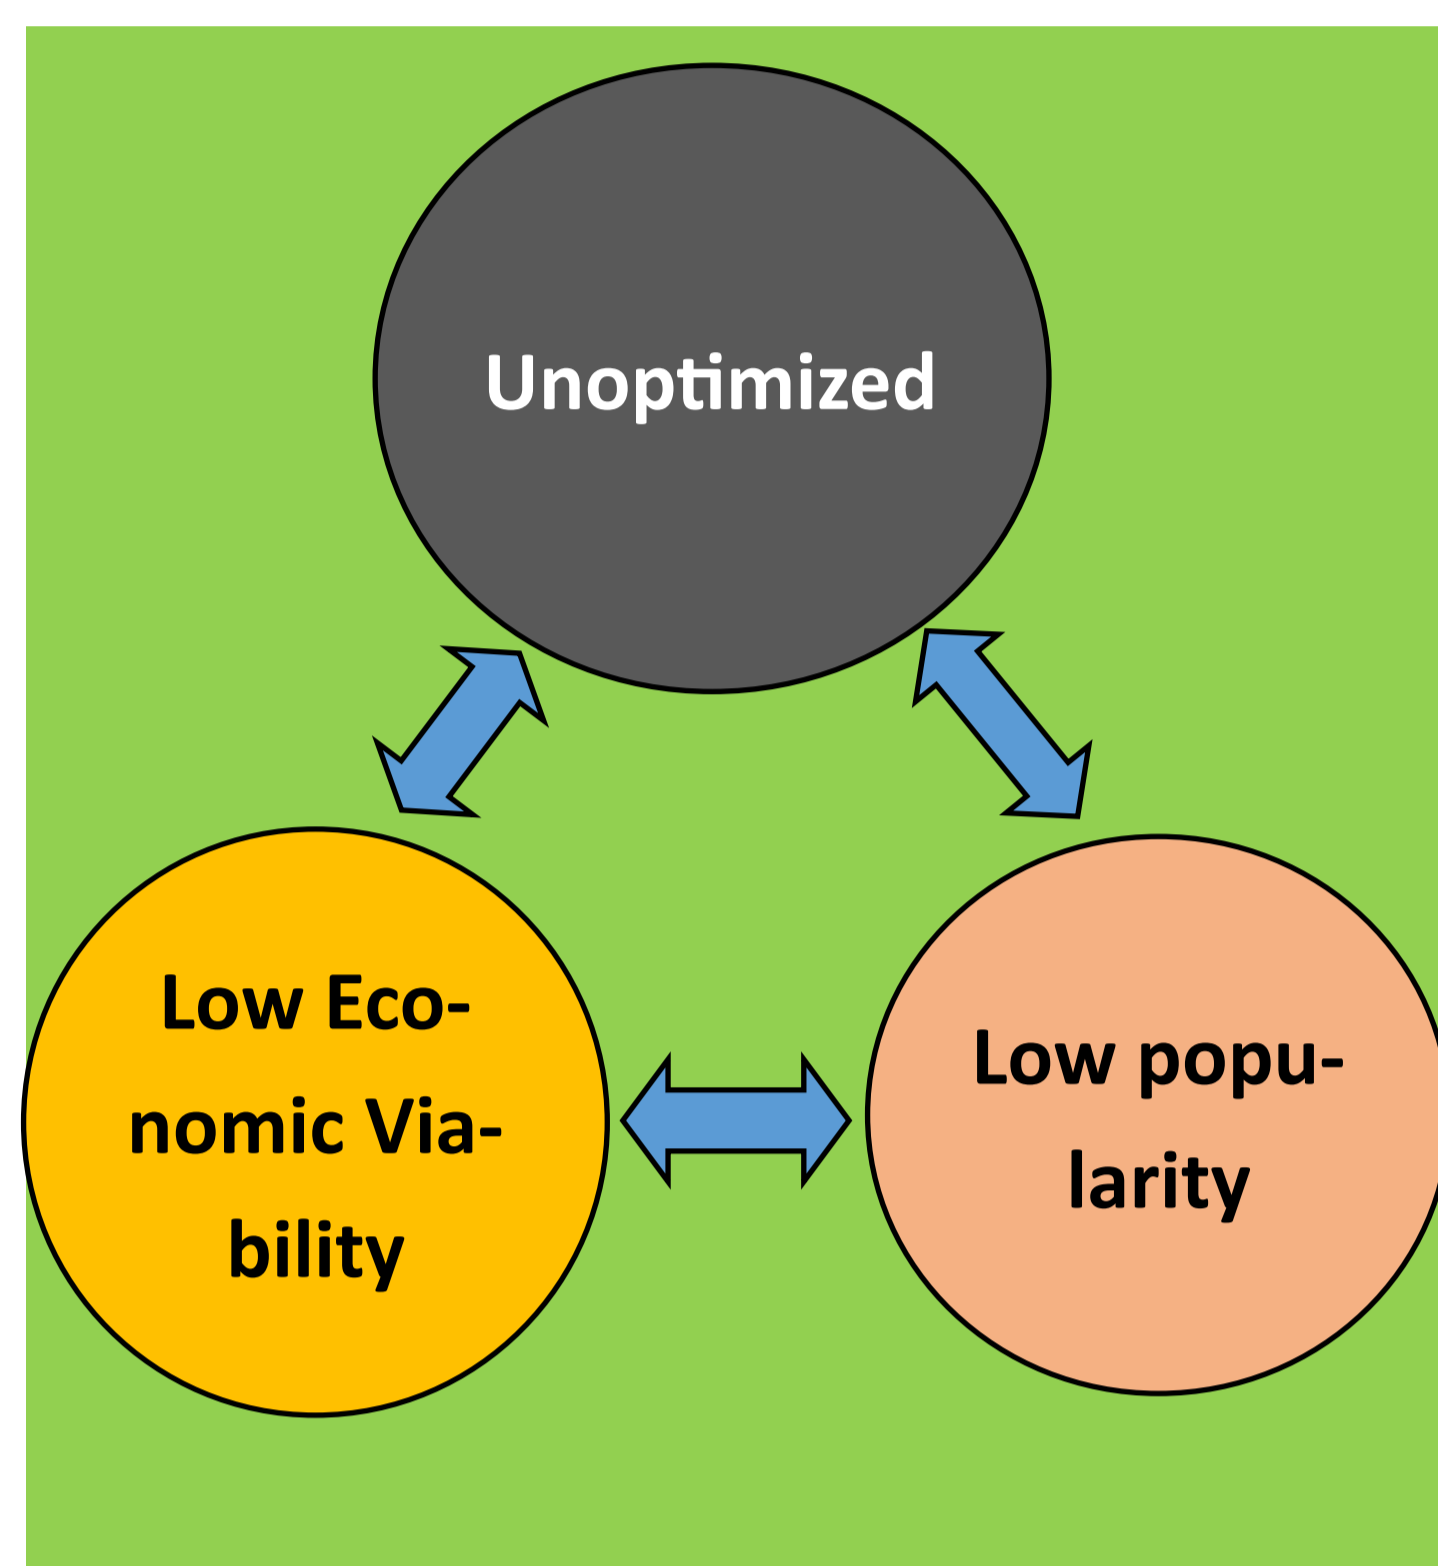 Unoptimized
Low Eco-
nomic Via-
bility
Low popu-
larity